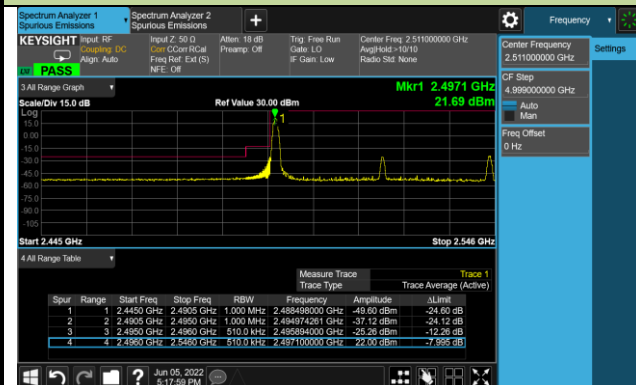 Spectrum Analyzer 1
Spurious Emissions
Spectrum Analyzer 2
Spurious Emissions
+
Frequency
KEYSIGHT
Input: RF
Coupling: DC
Align: Auto
Input Z: 50 Ω
Corr CCorr RCal
Freq Ref: Ext (S)
NFE: Off
Atten: 18 dB
Preamp: Off
Trig: Free Run
Gate: LO
IF Gain: Low
Center Freq: 2.511000000 GHz
Avg|Hold:>10/10
Radio Std: None
PASS
Center Frequency
2.511000000 GHz
Settings
CF Step
4.999000000 GHz
Auto
Man
Freq Offset
0 Hz
3 All Range Graph
Mkr1 2.4971 GHz
Scale/Div 15.0 dB
Ref Value 30.00 dBm
21.69 dBm
Log
15.0
0.00
-15.0
-30.0
-45.0
-60.0
-75.0
-90.0
-105
1
Start 2.445 GHz
Stop 2.546 GHz
4 All Range Table
Measure Trace Trace 1
Trace Type Trace Average (Active)
Spur Range Start Freq Stop Freq RBW Frequency Amplitude ΔLimit
1 1 2.4450 GHz 2.4905 GHz 1.000 MHz 2.488498000 GHz -49.60 dBm -24.60 dB
2 2 2.4905 GHz 2.4950 GHz 1.000 MHz 2.494974261 GHz -37.12 dBm -24.12 dB
3 3 2.4950 GHz 2.4960 GHz 510.0 kHz 2.495894000 GHz -25.26 dBm -12.26 dB
4 4 2.4960 GHz 2.5460 GHz 510.0 kHz 2.497100000 GHz 22.00 dBm -7.995 dB
?
Jun 05, 2022
5:17:59 PM